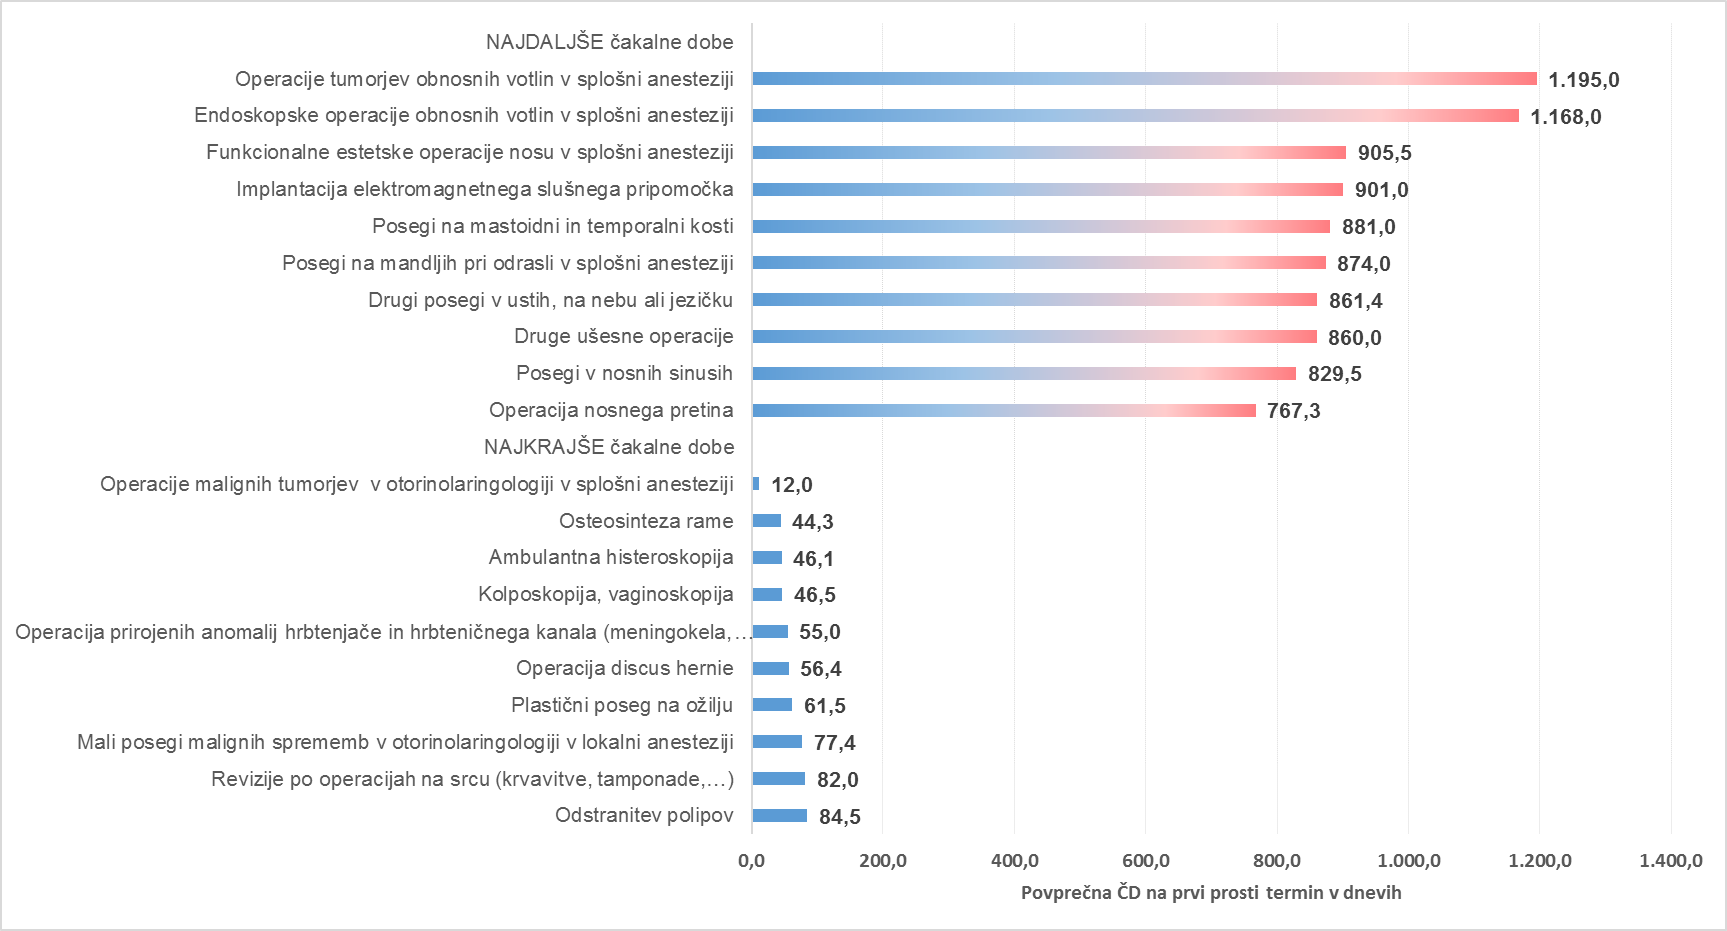 NAJDALJŠE čakalne dobe
Operacije tumorjev obnosnih votlin v splošni anesteziji 1.195,0
Endoskopske operacije obnosnih votlin v splošni anesteziji 1.168,0
Funkcionalne estetske operacije nosu v splošni anesteziji 905,5
Implantacija elektromagnetnega slušnega pripomočka 901,0
Posegi na mastoidni in temporalni kosti 881,0
Posegi na mandljih pri odrasli v splošni anesteziji 874,0
Drugi posegi v ustih, na nebu ali jezičku 861,4
Druge ušesne operacije 860,0
Posegi v nosnih sinusih 829,5
Operacija nosnega pretina 767,3
NAJKRAJŠE čakalne dobe
Operacije malignih tumorjev  v otorinolaringologiji v splošni anesteziji 12,0
Osteosinteza rame 44,3
Ambulantna histeroskopija 46,1
Kolposkopija, vaginoskopija 46,5
Operacija prirojenih anomalij hrbtenjače in hrbteničnega kanala (meningokela,… 55,0
Operacija discus hernie 56,4
Plastični poseg na ožilju 61,5
Mali posegi malignih sprememb v otorinolaringologiji v lokalni anesteziji 77,4
Revizije po operacijah na srcu (krvavitve, tamponade,…) 82,0
Odstranitev polipov 84,5
0,0 200,0 400,0 600,0 800,0 1.000,0 1.200,0 1.400,0
Povprečna ČD na prvi prosti termin v dnevih